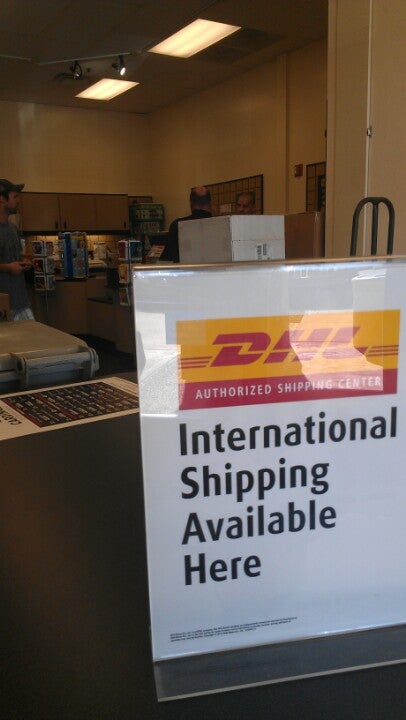 DHL
AUTHORIZED SHIPPING CENTER
International
Shipping
Available
Here